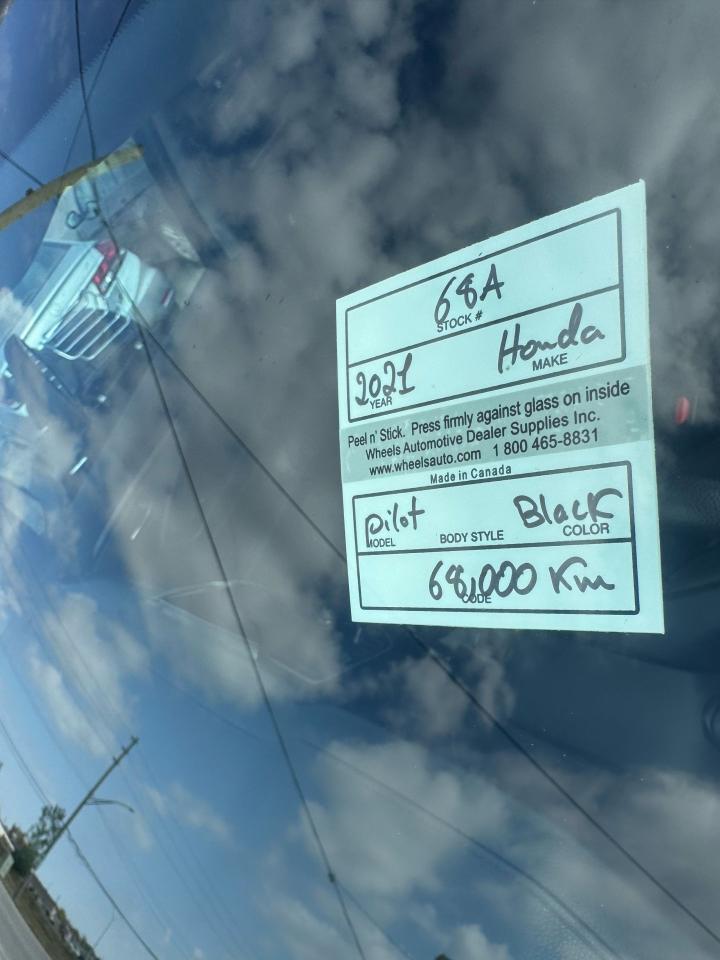 68A
STOCK #
2021 Honda
YEAR MAKE
Peel n' Stick. Press firmly against glass on inside
Wheels Automotive Dealer Supplies Inc.
www.wheelsauto.com 1 800 465-8831
Made in Canada
Pilot Black
MODEL BODY STYLE COLOR
68,000 Km
CODE